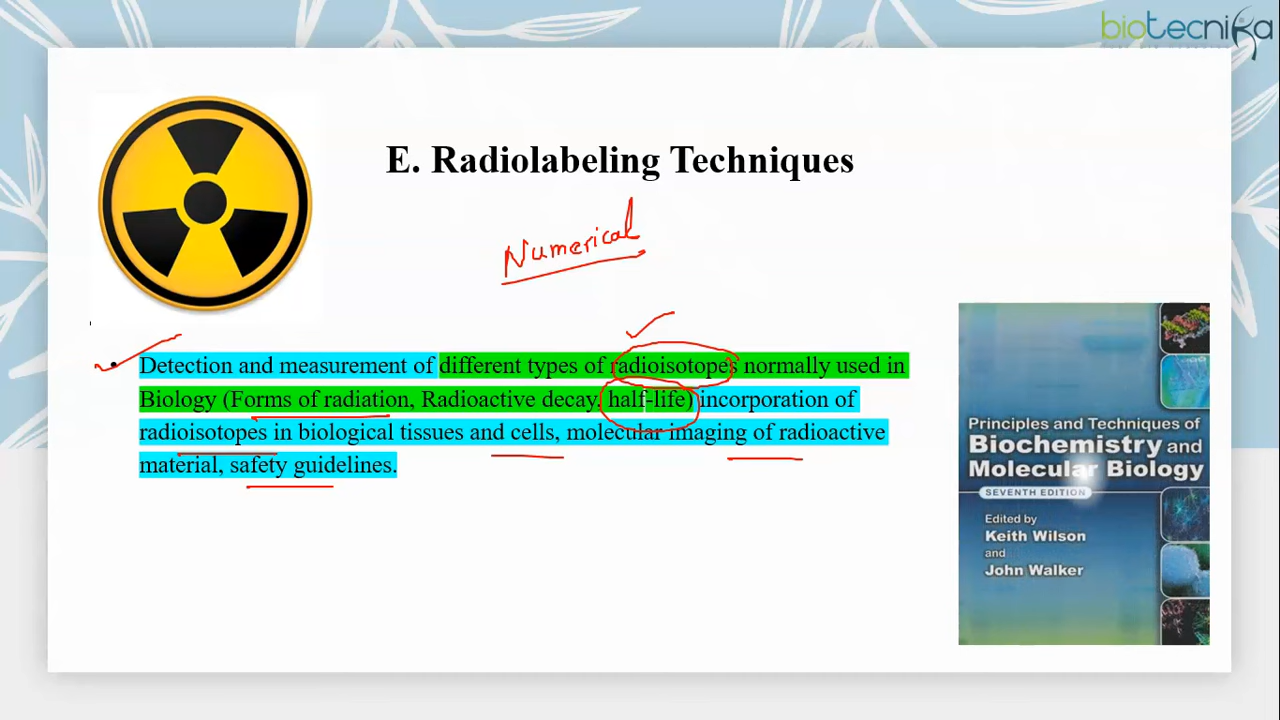 biotecnika
E. Radiolabeling Techniques
Numerical
• Detection and measurement of different types of radioisotopes normally used in
Biology (Forms of radiation, Radioactive decay, half-life) incorporation of
radioisotopes in biological tissues and cells, molecular imaging of radioactive
material, safety guidelines.
Principles and Techniques of
Biochemistry and
Molecular Biology
SEVENTH EDITION
Edited by
Keith Wilson
and
John Walker